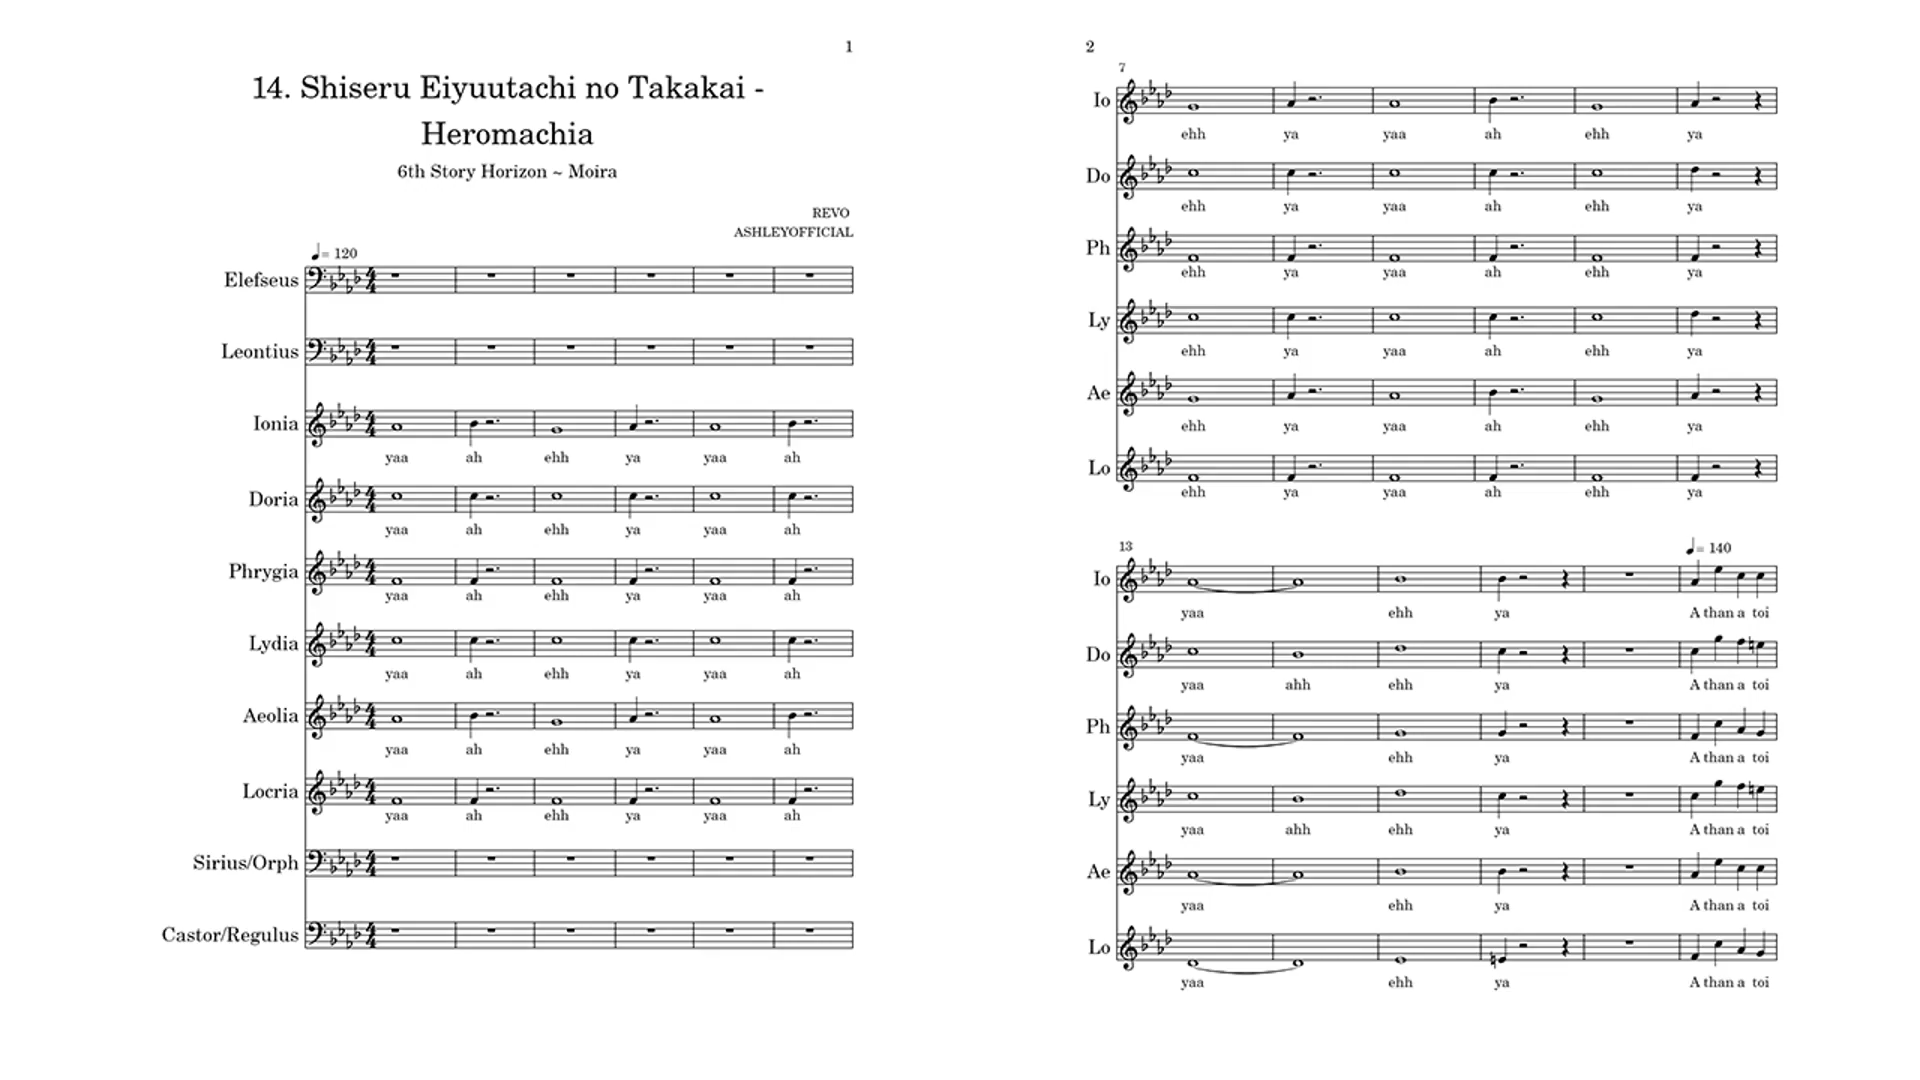 1
14. Shiseru Eiyuutachi no Takakai -
Heromachia
6th Story Horizon ~ Moira
REVO
ASHLEYOFFICIAL
= 120
Elefseus
Leontius
Ionia
yaa ah ehh ya yaa ah
Doria
yaa ah ehh ya yaa ah
Phrygia
yaa ah ehh ya yaa ah
Lydia
yaa ah ehh ya yaa ah
Aeolia
yaa ah ehh ya yaa ah
Locria
yaa ah ehh ya yaa ah
Sirius/Orph
Castor/Regulus
2
7
Io
ehh ya yaa ah ehh ya
Do
ehh ya yaa ah ehh ya
Ph
ehh ya yaa ah ehh ya
Ly
ehh ya yaa ah ehh ya
Ae
ehh ya yaa ah ehh ya
Lo
ehh ya yaa ah ehh ya
13
= 140
Io
yaa ehh ya A than a toi
Do
yaa ahh ehh ya A than a toi
Ph
yaa ehh ya A than a toi
Ly
yaa ahh ehh ya A than a toi
Ae
yaa ehh ya A than a toi
Lo
yaa ehh ya A than a toi